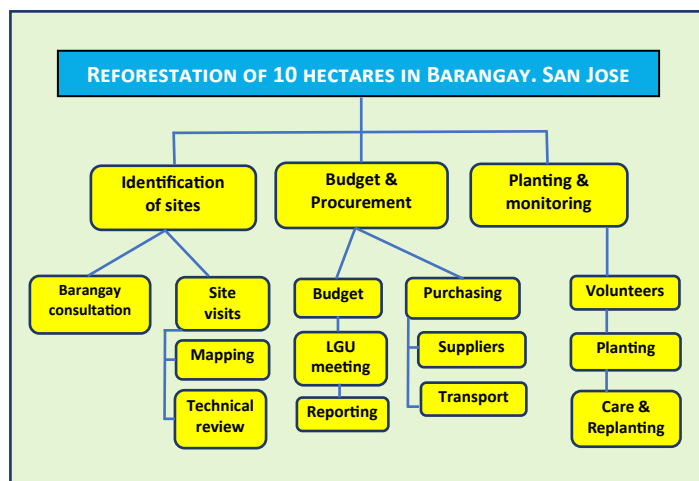 REFORESTATION OF 10 HECTARES IN BARANGAY. SAN JOSE
Identification
of sites
Budget &
Procurement
Planting &
monitoring
Barangay
consultation
Site
visits
Mapping
Technical
review
Budget
LGU
meeting
Reporting
Purchasing
Suppliers
Transport
Volunteers
Planting
Care &
Replanting